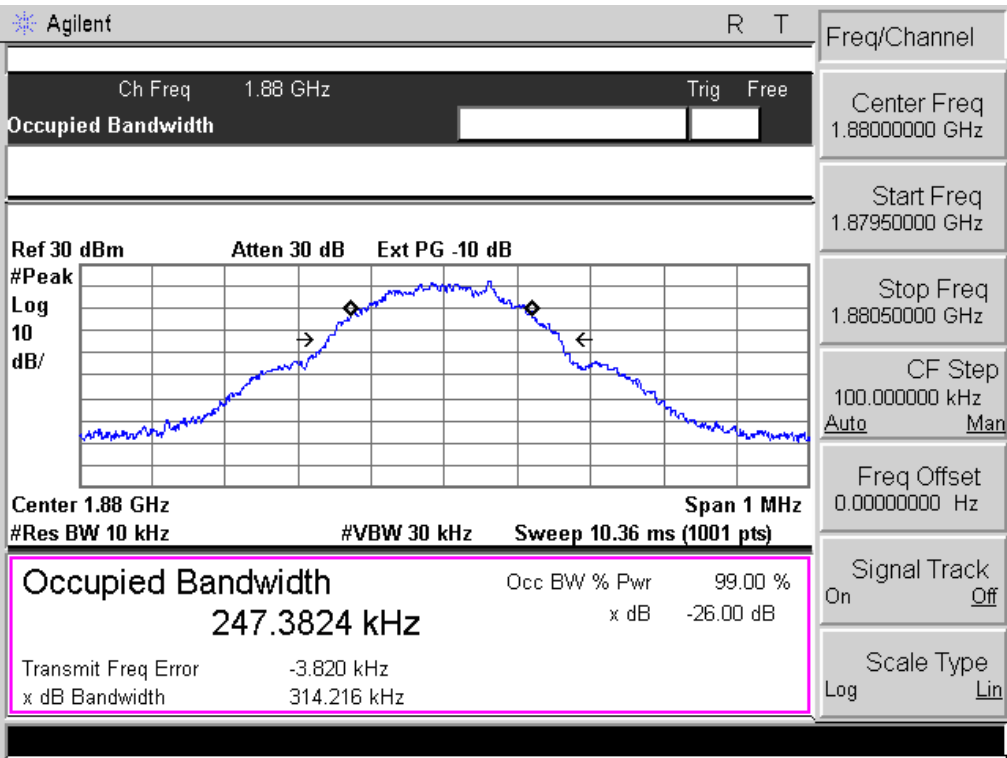 Agilent R T
Ch Freq 1.88 GHz Trig Free
Occupied Bandwidth
Ref 30 dBm Atten 30 dB Ext PG -10 dB
#Peak
Log
10
dB/
Center 1.88 GHz Span 1 MHz
#Res BW 10 kHz #VBW 30 kHz Sweep 10.36 ms (1001 pts)
Occupied Bandwidth
247.3824 kHz
Occ BW % Pwr 99.00 %
x dB -26.00 dB
Transmit Freq Error -3.820 kHz
x dB Bandwidth 314.216 kHz
Freq/Channel
Center Freq
1.88000000 GHz
Start Freq
1.87950000 GHz
Stop Freq
1.88050000 GHz
CF Step
100.000000 kHz
Auto Man
Freq Offset
0.00000000 Hz
Signal Track
On Off
Scale Type
Log Lin